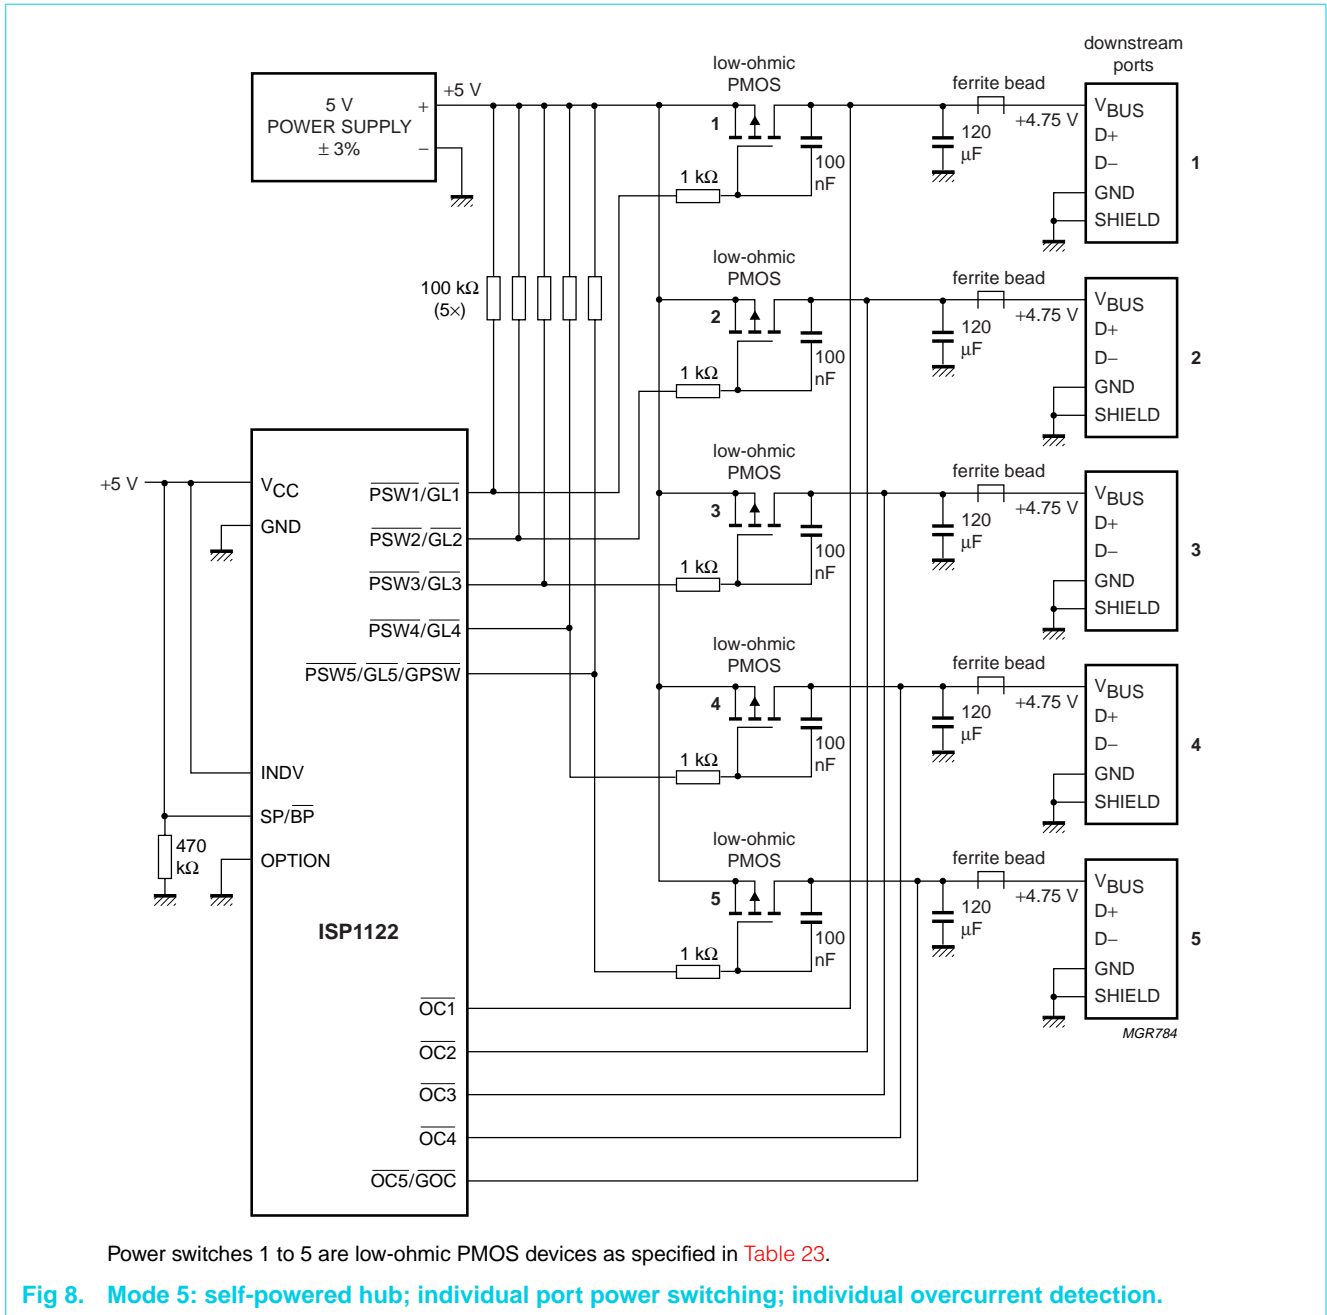 downstream
ports
low-ohmic
PMOS
ferrite bead
+5 V
5 V
POWER SUPPLY
± 3%
+
−
1
100
nF
120
μF
+4.75 V
VBUS
D+
D−
GND
SHIELD
1
1 kΩ
low-ohmic
PMOS
ferrite bead
2
100
nF
120
μF
+4.75 V
VBUS
D+
D−
GND
SHIELD
2
1 kΩ
100 kΩ
(5×)
low-ohmic
PMOS
ferrite bead
3
100
nF
120
μF
+4.75 V
VBUS
D+
D−
GND
SHIELD
3
1 kΩ
low-ohmic
PMOS
ferrite bead
4
100
nF
120
μF
+4.75 V
VBUS
D+
D−
GND
SHIELD
4
1 kΩ
low-ohmic
PMOS
ferrite bead
5
100
nF
120
μF
+4.75 V
VBUS
D+
D−
GND
SHIELD
5
1 kΩ
MGR784
+5 V
VCC
GND
INDV
SP/BP
OPTION
470
kΩ
ISP1122
PSW1/GL1
PSW2/GL2
PSW3/GL3
PSW4/GL4
PSW5/GL5/GPSW
OC1
OC2
OC3
OC4
OC5/GOC
Power switches 1 to 5 are low-ohmic PMOS devices as specified in Table 23.
Fig 8. Mode 5: self-powered hub; individual port power switching; individual overcurrent detection.